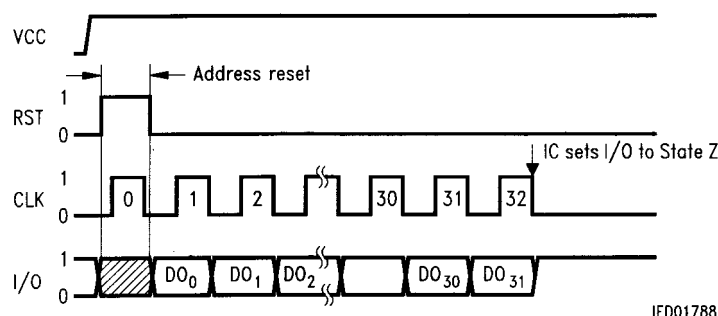 VCC
Address reset
RST 1 0
IC sets I/O to State Z
CLK 1 0 0 1 2 30 31 32
I/O 1 0 DO0 DO1 DO2 DO30 DO31
IED01788